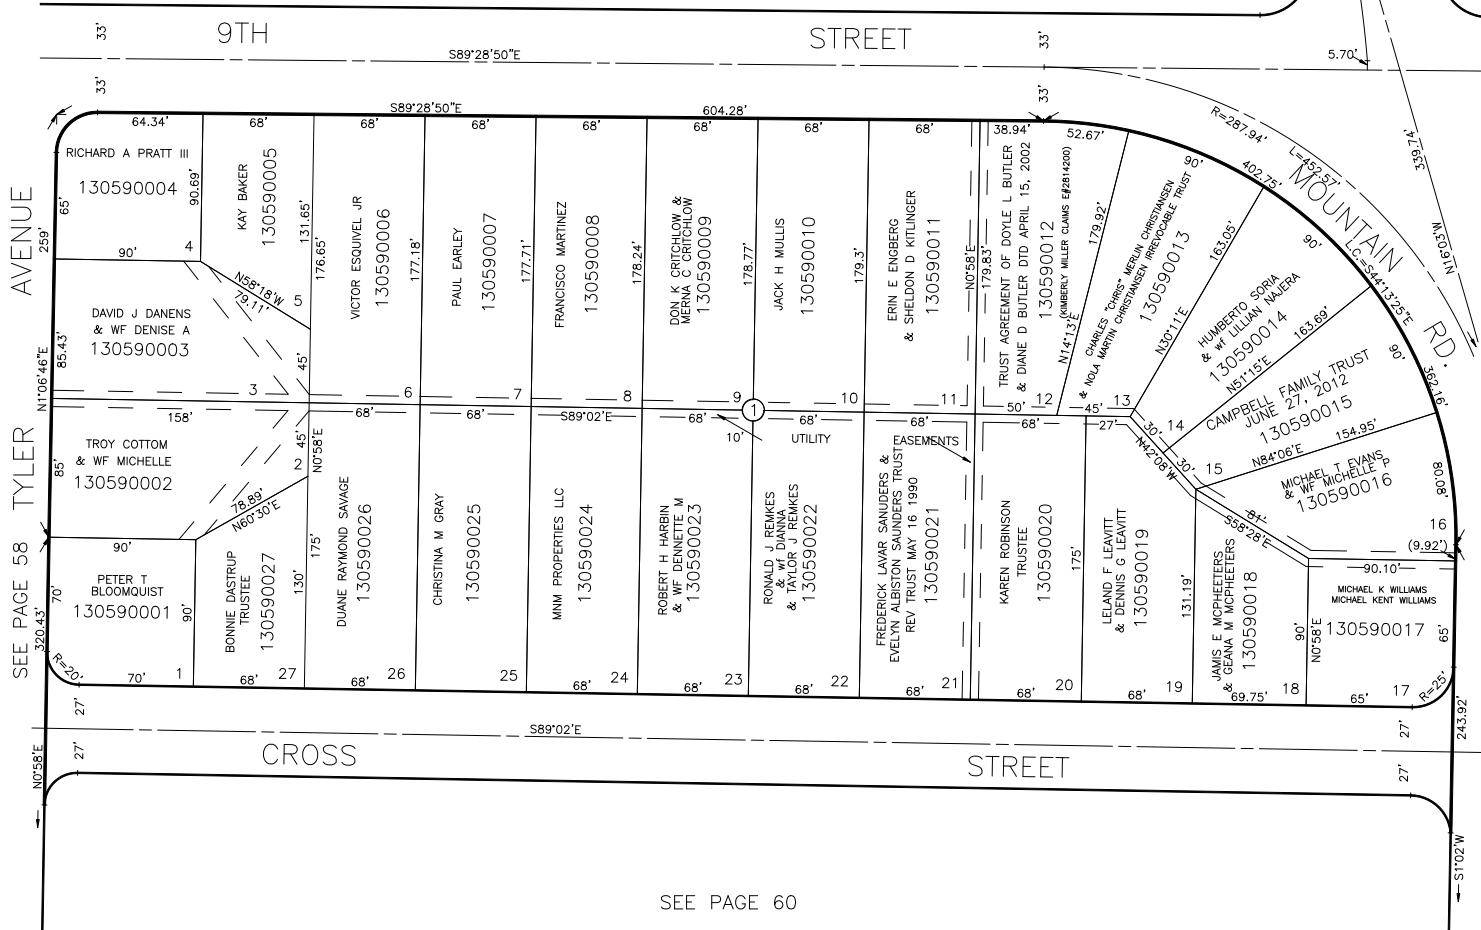 33'
9TH
STREET
33'
5.70'
S89°28'50"E
33'
33'
S89°28'50"E
604.28'
R=287.94'
L=452.57'
339.74'
N16°03'W
MOUNTAIN
RD.
L.C.=S44°13'25"E
402.75'
362.16'
64.34'
68'
68'
68'
68'
68'
68'
68'
38.94'
52.67'
90'
90'
90'
80.08'
AVENUE
TYLER
SEE PAGE 58
259'
N1°06'46"E
320.43'
N0°58'E
RICHARD A PRATT III
130590004
65'
90.69'
4
90'
KAY BAKER
130590005
131.65'
5
N58°18'W
79.11'
176.65'
45'
DAVID J DANENS
& WF DENISE A
130590003
85.43'
3
158'
VICTOR ESQUIVEL JR
130590006
177.18'
6
PAUL EARLEY
130590007
177.71'
7
FRANCISCO MARTINEZ
130590008
178.24'
8
DON K CRITCHLOW &
MERNA C CRITCHLOW
130590009
178.77'
9
JACK H MULLIS
130590010
179.3'
10
ERIN E ENGBERG
& SHELDON D KITLINGER
130590011
11
N0°58'E
179.83'
TRUST AGREEMENT OF DOYLE L BUTLER
& DIANE D BUTLER DTD APRIL 15, 2002
130590012
(KIMBERLY MILLER CLAIMS E#2814200)
12
50'
N14°13'E
179.92'
CHARLES "CHRIS" MERLIN CHRISTIANSEN
& NOLA MARTIN CHRISTIANSEN IRREVOCABLE TRUST
130590013
13
45'
N30°11'E
163.05'
HUMBERTO SORIA
& wf LILLIAN NAJERA
130590014
14
30'
N51°15'E
163.69'
CAMPBELL FAMILY TRUST
JUNE 27, 2012
130590015
15
30'
N42°08'W
N84°06'E
154.95'
MICHAEL T EVANS
& WF MICHELLE P
130590016
16
81'
S58°28'E
(9.92')
90.10'
68'
68'
S89°02'E
68'
1
68'
68'
68'
27'
10'
UTILITY
EASEMENTS
TROY COTTOM
& WF MICHELLE
130590002
85'
2
45'
N0°58'E
78.89'
N60°30'E
90'
PETER T
BLOOMQUIST
130590001
70'
90'
R=20'
70'
1
BONNIE DASTRUP
TRUSTEE
130590027
130'
175'
68'
27
DUANE RAYMOND SAVAGE
130590026
68'
26
CHRISTINA M GRAY
130590025
25
MNM PROPERTIES LLC
130590024
68'
24
ROBERT H HARBIN
& WF DENNETTE M
130590023
68'
23
RONALD J REMKES
& wf DIANNA
& TAYLOR J REMKES
130590022
68'
22
FREDERICK LAVAR SANUDERS &
EVELYN ALBISTON SAUNDERS TRUST
REV TRUST MAY 16 1990
130590021
68'
21
KAREN ROBINSON
TRUSTEE
130590020
175'
68'
20
LELAND F LEAVITT
& DENNIS G LEAVITT
130590019
131.19'
68'
19
JAMIS E MCPHEETERS
& GEANA M MCPHEETERS
130590018
90'
N0°58'E
69.75'
18
MICHAEL K WILLIAMS
MICHAEL KENT WILLIAMS
130590017
65'
65'
17
R=25'
27'
27'
S89°02'E
27'
27'
243.92'
CROSS
STREET
S1°02'W
SEE PAGE 60